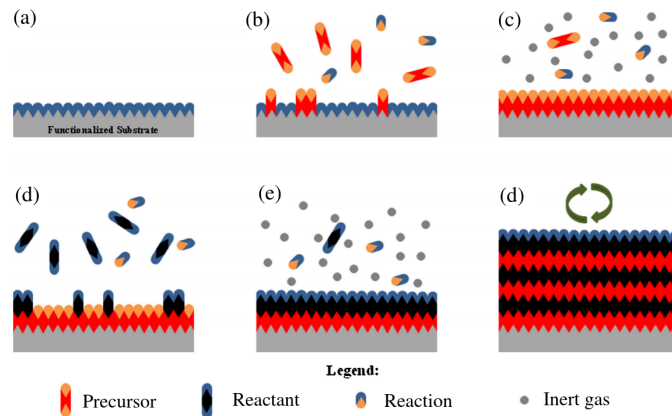 (a)
(b)
(c)
Functionalized Substrate
(d)
(e)
(d)
Legend:
Precursor
Reactant
Reaction
Inert gas